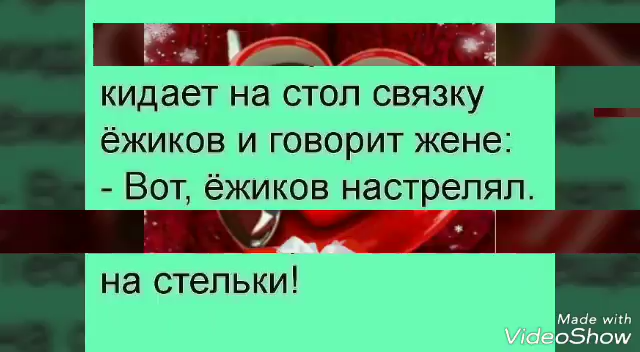 кидает на стол связку
ёжиков и говорит жене:
- Вот, ёжиков настрелял.
на стельки!
Made with
VideoShow